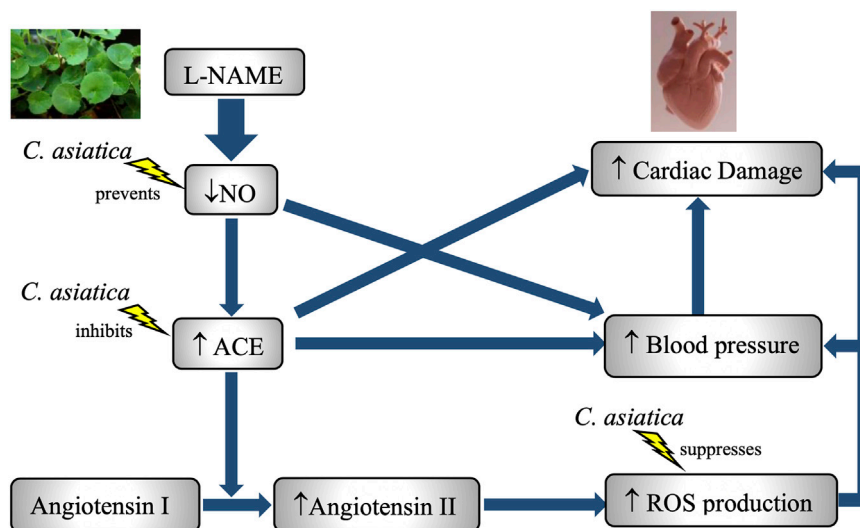 L-NAME
C. asiatica
prevents
↓NO
↑ Cardiac Damage
C. asiatica
inhibits
↑ ACE
↑ Blood pressure
C. asiatica
suppresses
Angiotensin I
↑Angiotensin II
↑ ROS production